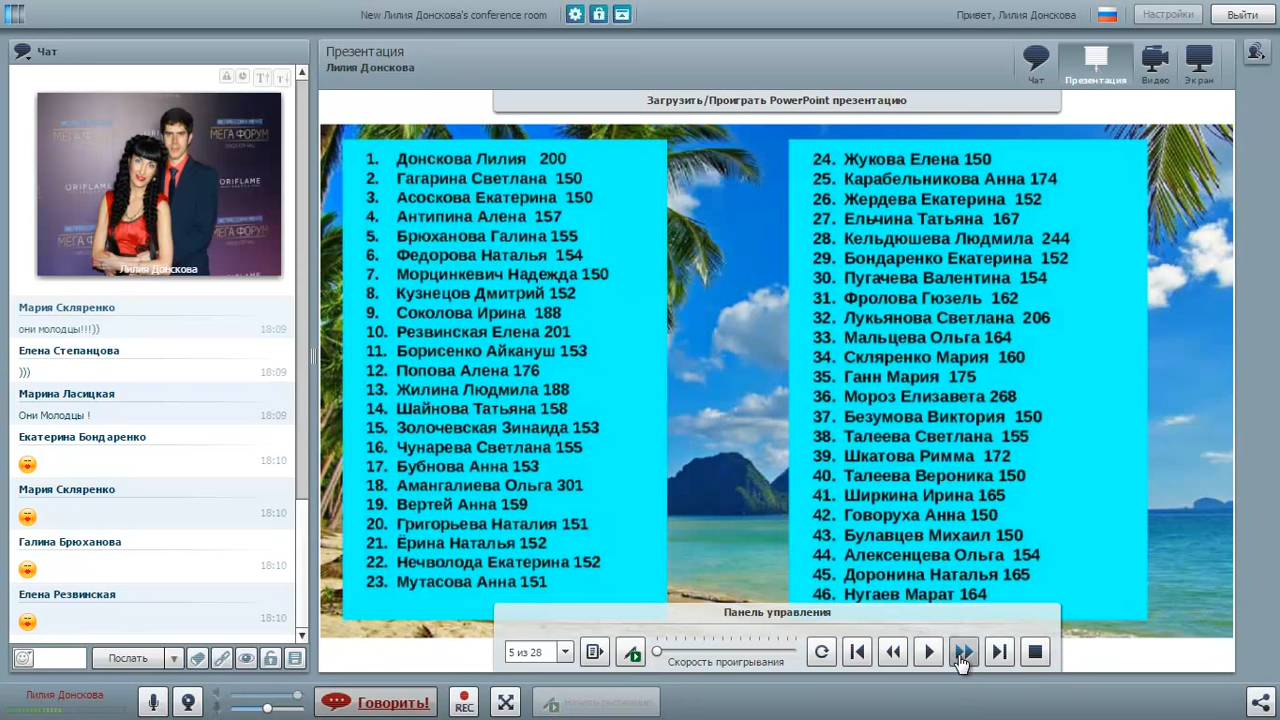 New Лилия Донскова's conference room
Привет, Лилия Донскова
Настройки
Выйти
Чат
МЕГА ФОРУМ
МЕГА ФОРУМ
ORIFLAME
Лилия Донскова
Мария Скляренко
они молодцы!!!))
18:09
Елена Степанцова
)))
18:09
Марина Ласицкая
Они Молодцы !
18:09
Екатерина Бондаренко
18:10
Мария Скляренко
18:10
Галина Брюханова
18:10
Елена Резвинская
18:10
Послать
Презентация
Лилия Донскова
Чат
Презентация
Видео
Экран
Загрузить/Проиграть PowerPoint презентацию
1. Донскова Лилия 200
2. Гагарина Светлана 150
3. Асоскова Екатерина 150
4. Антипина Алена 157
5. Брюханова Галина 155
6. Федорова Наталья 154
7. Морцинкевич Надежда 150
8. Кузнецов Дмитрий 152
9. Соколова Ирина 188
10. Резвинская Елена 201
11. Борисенко Айкануш 153
12. Попова Алена 176
13. Жилина Людмила 188
14. Шайнова Татьяна 158
15. Золочевская Зинаида 153
16. Чунарева Светлана 155
17. Бубнова Анна 153
18. Амангалиева Ольга 301
19. Вертей Анна 159
20. Григорьева Наталия 151
21. Ёрина Наталья 152
22. Нечволода Екатерина 152
23. Мутасова Анна 151
24. Жукова Елена 150
25. Карабельникова Анна 174
26. Жердева Екатерина 152
27. Ельчина Татьяна 167
28. Кельдюшева Людмила 244
29. Бондаренко Екатерина 152
30. Пугачева Валентина 154
31. Фролова Гюзель 162
32. Лукьянова Светлана 206
33. Мальцева Ольга 164
34. Скляренко Мария 160
35. Ганн Мария 175
36. Мороз Елизавета 268
37. Безумова Виктория 150
38. Талеева Светлана 155
39. Шкатова Римма 172
40. Талеева Вероника 150
41. Ширкина Ирина 165
42. Говоруха Анна 150
43. Булавцев Михаил 150
44. Алексенцева Ольга 154
45. Доронина Наталья 165
46. Нугаев Марат 164
Панель управления
5 из 28
Скорость проигрывания
Лилия Донскова
Говорить!
REC